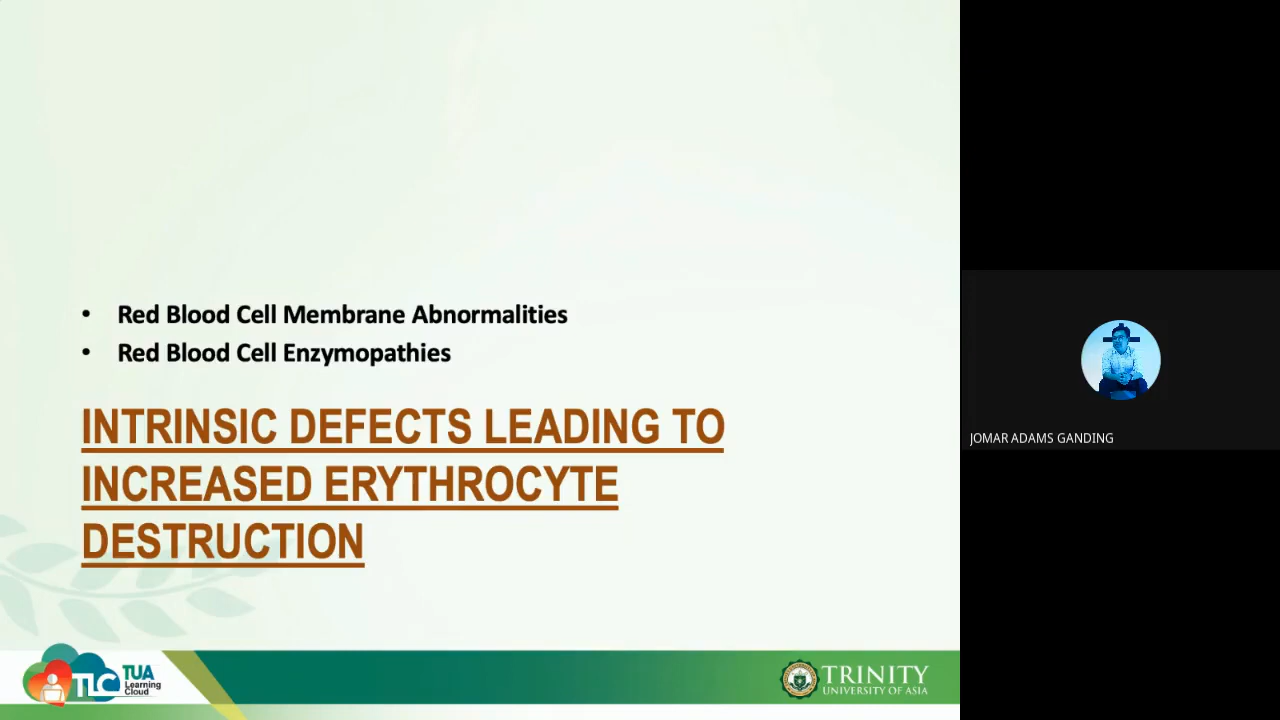 • Red Blood Cell Membrane Abnormalities
• Red Blood Cell Enzymopathies
INTRINSIC DEFECTS LEADING TO
INCREASED ERYTHROCYTE
DESTRUCTION
JOMAR ADAMS GANDING
TLC TUA
Learning
Cloud
TRINITY
UNIVERSITY OF ASIA